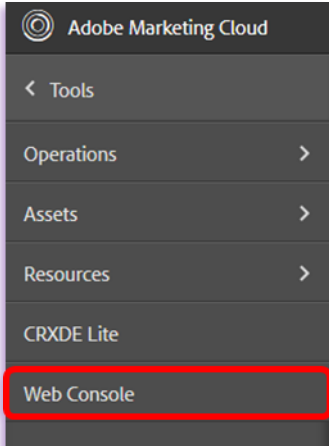 Adobe Marketing Cloud
Tools
Operations
Assets
Resources
CRXDE Lite
Web Console